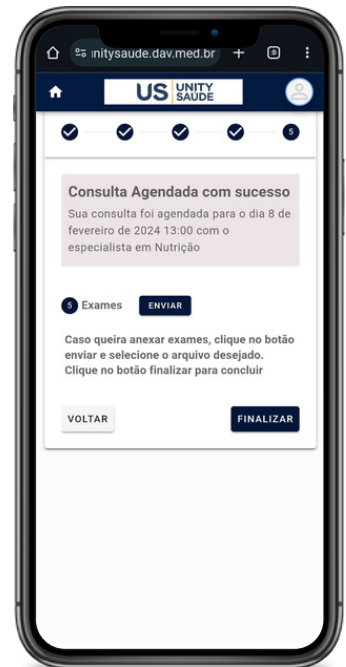 nitysaude.dav.med.br
US UNITY SAUDE
5
Consulta Agendada com sucesso
Sua consulta foi agendada para o dia 8 de
fevereiro de 2024 13:00 com o
especialista em Nutrição
5 Exames ENVIAR
Caso queira anexar exames, clique no botão
enviar e selecione o arquivo desejado.
Clique no botão finalizar para concluir
VOLTAR FINALIZAR